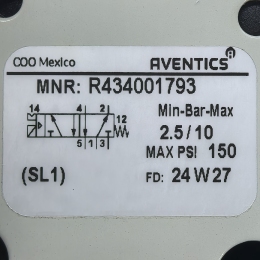 COO Mexico
AVENTICS
MNR: R434001793
14 4 2
12
5 1 3
Min-Bar-Max
2.5/10
MAX PSI 150
(SL1)
FD: 24W27